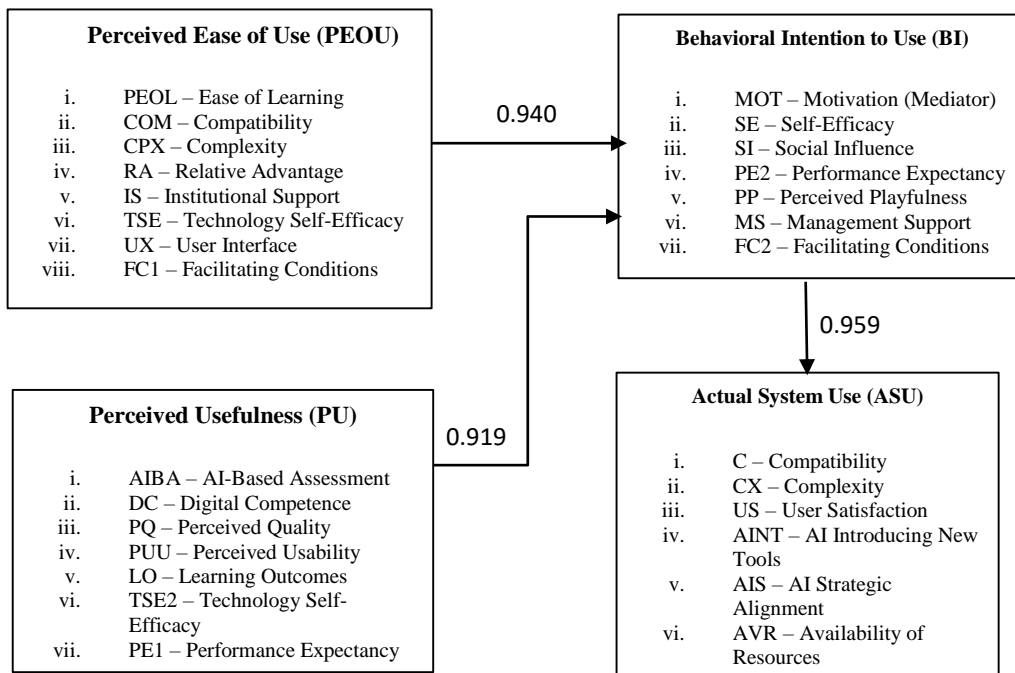 Perceived Ease of Use (PEOU)
i. PEOL – Ease of Learning
ii. COM – Compatibility
iii. CPX – Complexity
iv. RA – Relative Advantage
v. IS – Institutional Support
vi. TSE – Technology Self-Efficacy
vii. UX – User Interface
viii. FC1 – Facilitating Conditions
0.940
Behavioral Intention to Use (BI)
i. MOT – Motivation (Mediator)
ii. SE – Self-Efficacy
iii. SI – Social Influence
iv. PE2 – Performance Expectancy
v. PP – Perceived Playfulness
vi. MS – Management Support
vii. FC2 – Facilitating Conditions
0.959
Perceived Usefulness (PU)
i. AIBA – AI-Based Assessment
ii. DC – Digital Competence
iii. PQ – Perceived Quality
iv. PUU – Perceived Usability
v. LO – Learning Outcomes
vi. TSE2 – Technology Self-
Efficacy
vii. PE1 – Performance Expectancy
0.919
Actual System Use (ASU)
i. C – Compatibility
ii. CX – Complexity
iii. US – User Satisfaction
iv. AINT – AI Introducing New
Tools
v. AIS – AI Strategic
Alignment
vi. AVR – Availability of
Resources